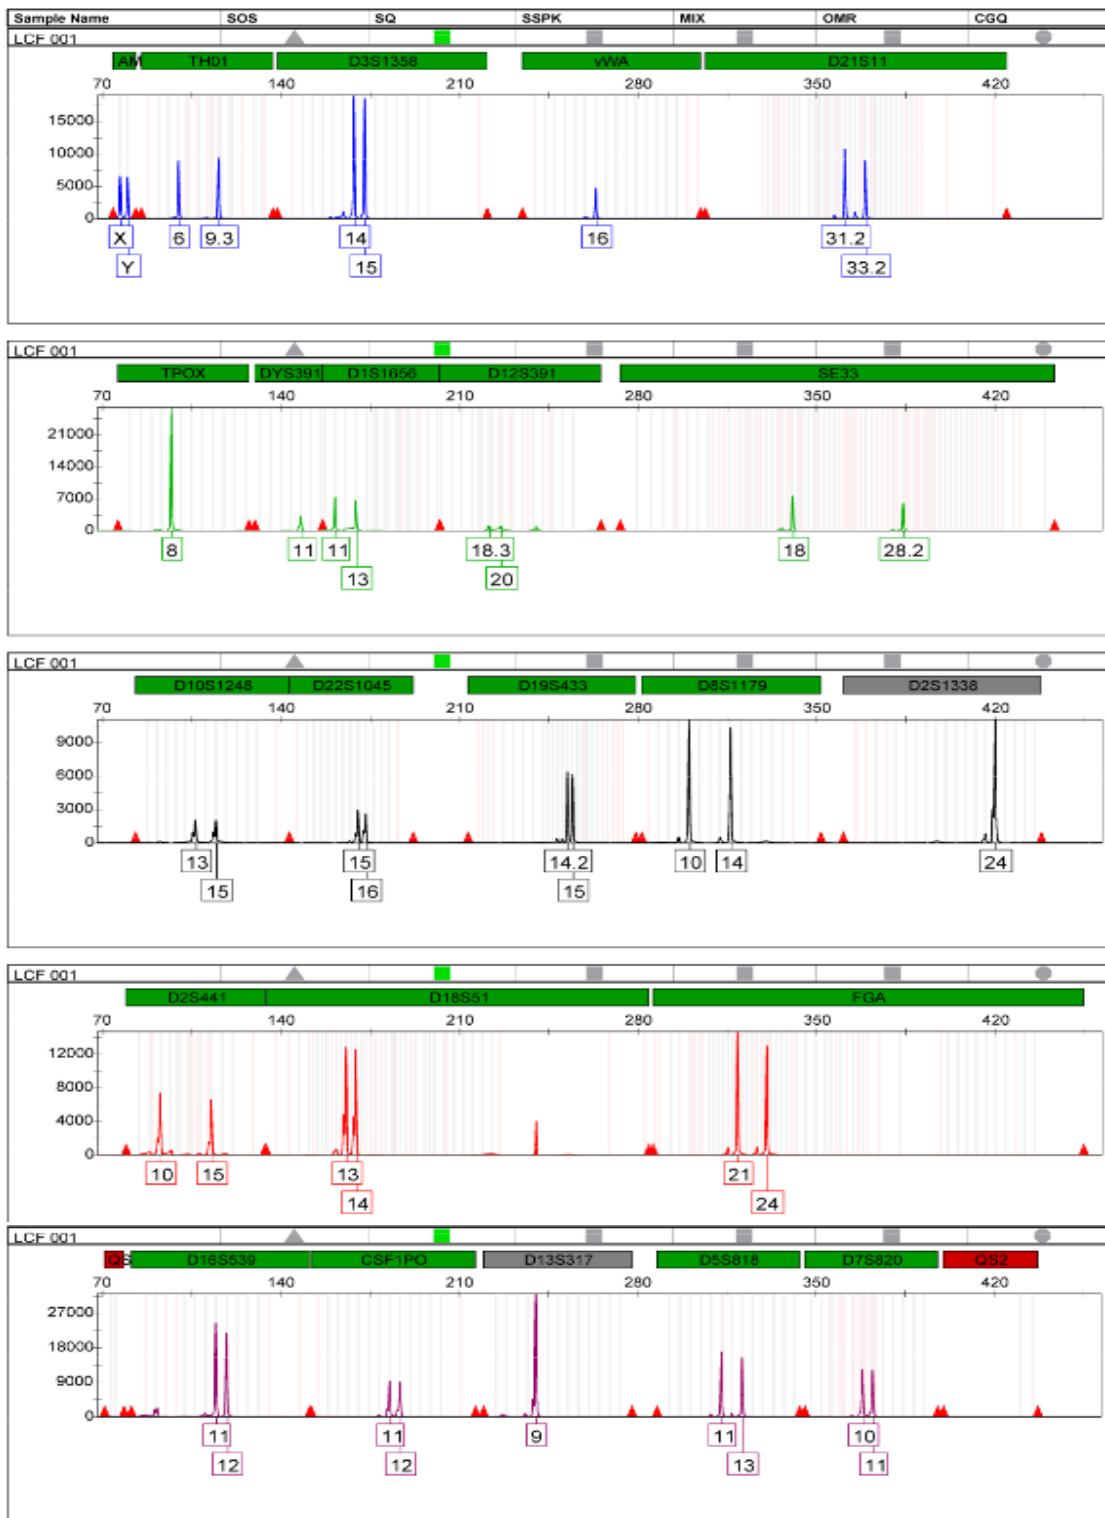 Sample Name SOS SQ SSPK MIX OMR CGQ
LCF 001
AM TH01 D3S1358 vWA D21S11
70 140 210 280 350 420
15000
10000
5000
0
X 6 9.3 14 16 31.2
Y 15 33.2
LCF 001
TPOX DYS391 D1S1656 D12S391 SE33
70 140 210 280 350 420
21000
14000
7000
0
8 11 11 18.3 18 28.2
13 20
LCF 001
D10S1248 D22S1045 D19S433 D8S1179 D2S1338
70 140 210 280 350 420
9000
6000
3000
0
13 15 14.2 10 14 24
15 16 15
LCF 001
D2S441 D18S51 FGA
70 140 210 280 350 420
12000
8000
4000
0
10 15 13 21
14 24
LCF 001
QS D16S539 CSF1PO D13S317 D5S818 D7S820 QS2
70 140 210 280 350 420
27000
18000
9000
0
11 11 9 11 10
12 12 13 11